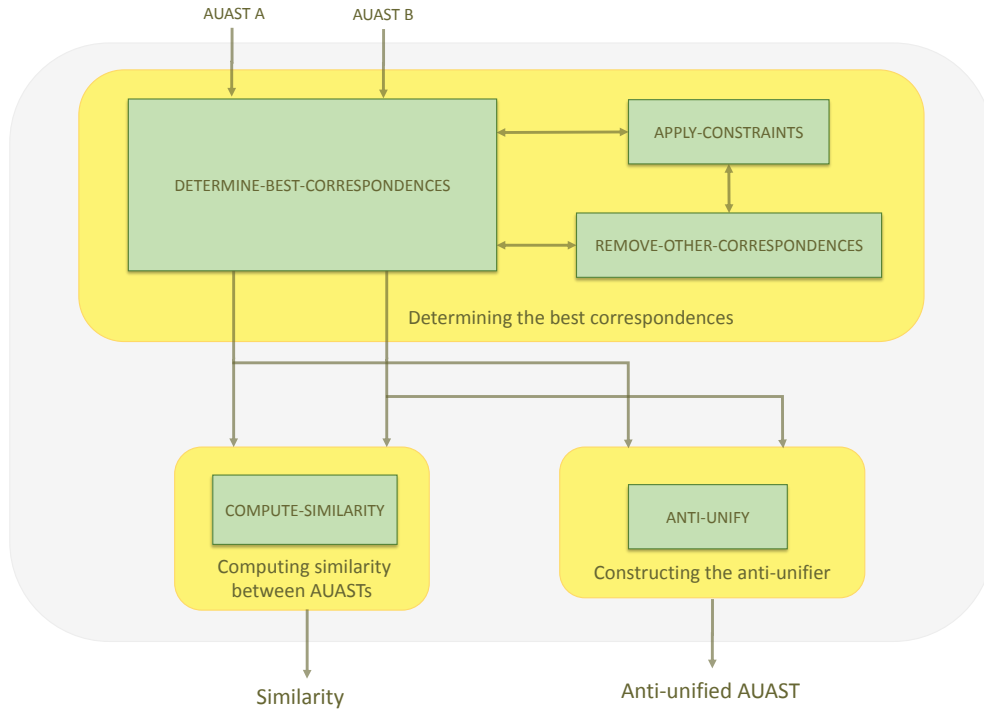 AUAST A
AUAST B
DETERMINE-BEST-CORRESPONDENCES
APPLY-CONSTRAINTS
REMOVE-OTHER-CORRESPONDENCES
Determining the best correspondences
COMPUTE-SIMILARITY
Computing similarity
between AUASTs
ANTI-UNIFY
Constructing the anti-unifier
Similarity
Anti-unified AUAST